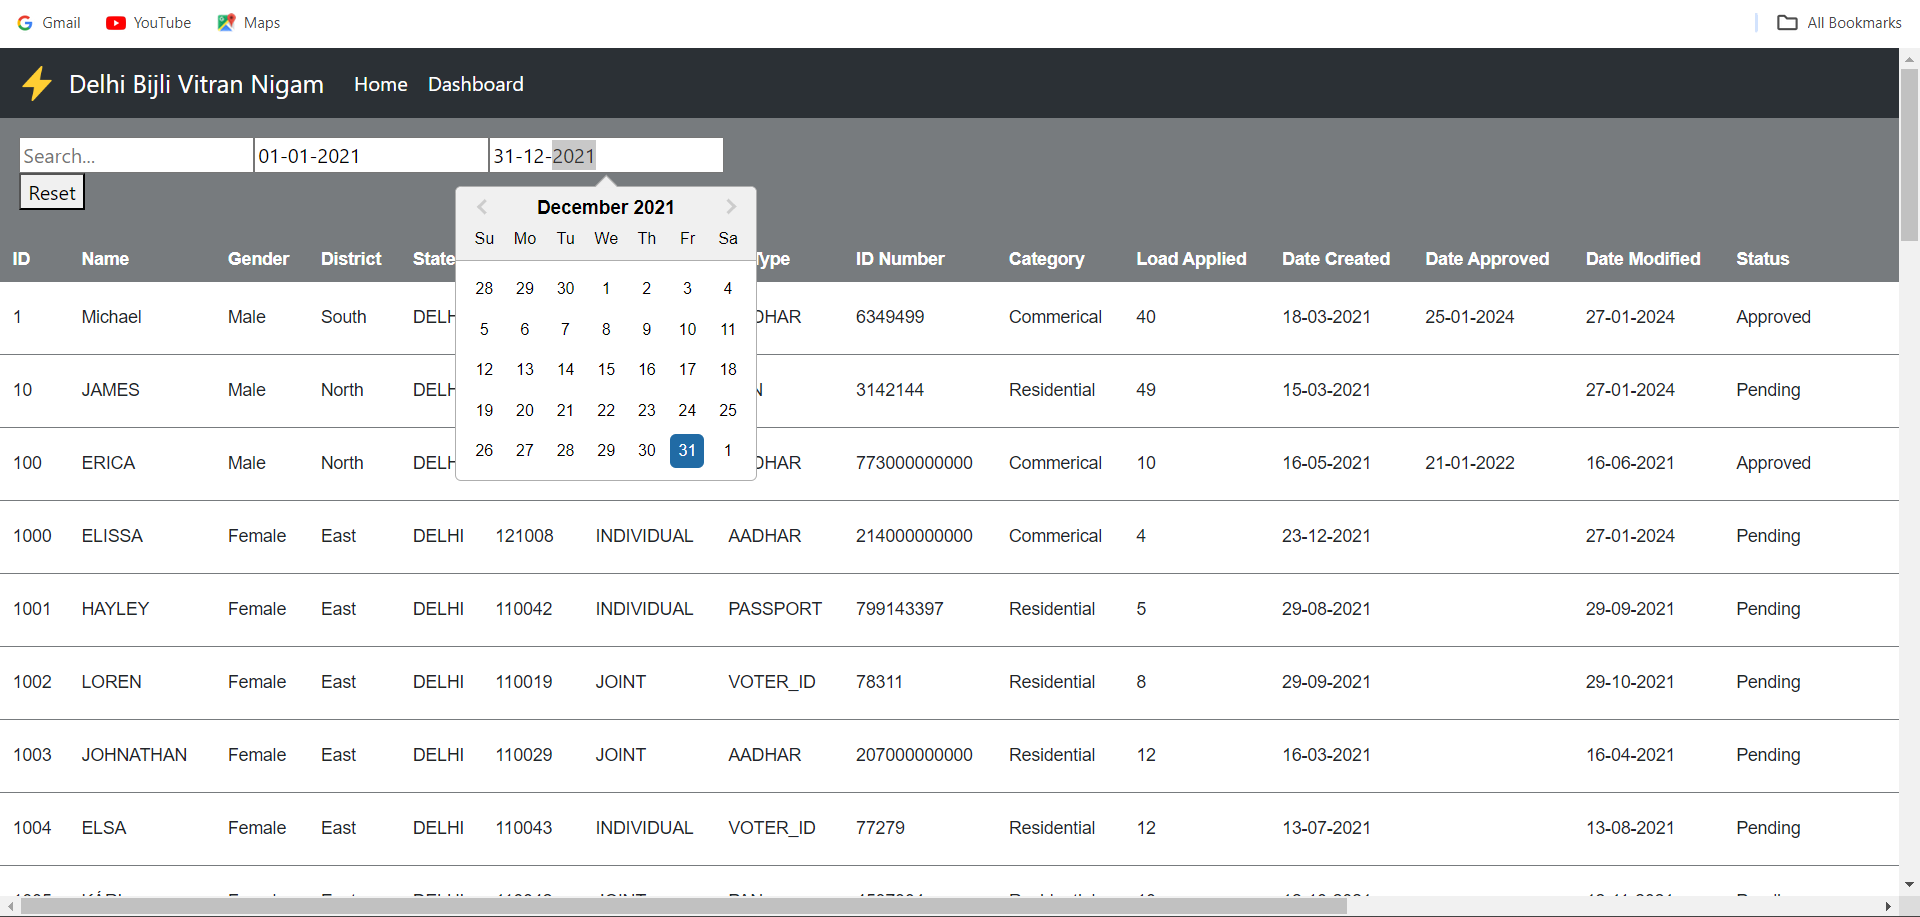 Gmail YouTube Maps All Bookmarks
Delhi Bijli Vitran Nigam Home Dashboard
Search... 01-01-2021 31-12-2021
Reset
December 2021
Su Mo Tu We Th Fr Sa
28 29 30 1 2 3 4
5 6 7 8 9 10 11
12 13 14 15 16 17 18
19 20 21 22 23 24 25
26 27 28 29 30 31 1
ID Name Gender District State Type ID Number Category Load Applied Date Created Date Approved Date Modified Status
1 Michael Male South DELH DHAR 6349499 Commerical 40 18-03-2021 25-01-2024 27-01-2024 Approved
10 JAMES Male North DELH N 3142144 Residential 49 15-03-2021 27-01-2024 Pending
100 ERICA Male North DELH DHAR 773000000000 Commerical 10 16-05-2021 21-01-2022 16-06-2021 Approved
1000 ELISSA Female East DELHI 121008 INDIVIDUAL AADHAR 214000000000 Commerical 4 23-12-2021 27-01-2024 Pending
1001 HAYLEY Female East DELHI 110042 INDIVIDUAL PASSPORT 799143397 Residential 5 29-08-2021 29-09-2021 Pending
1002 LOREN Female East DELHI 110019 JOINT VOTER_ID 78311 Residential 8 29-09-2021 29-10-2021 Pending
1003 JOHNATHAN Female East DELHI 110029 JOINT AADHAR 207000000000 Residential 12 16-03-2021 16-04-2021 Pending
1004 ELSA Female East DELHI 110043 INDIVIDUAL VOTER_ID 77279 Residential 12 13-07-2021 13-08-2021 Pending